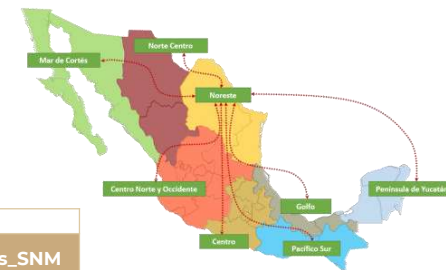 Norte Centro
Mar de Cortés
Noreste
Centro Norte y Occidente
Península de Yucatán
Golfo
Centro
Pacífico Sur
s_SNM